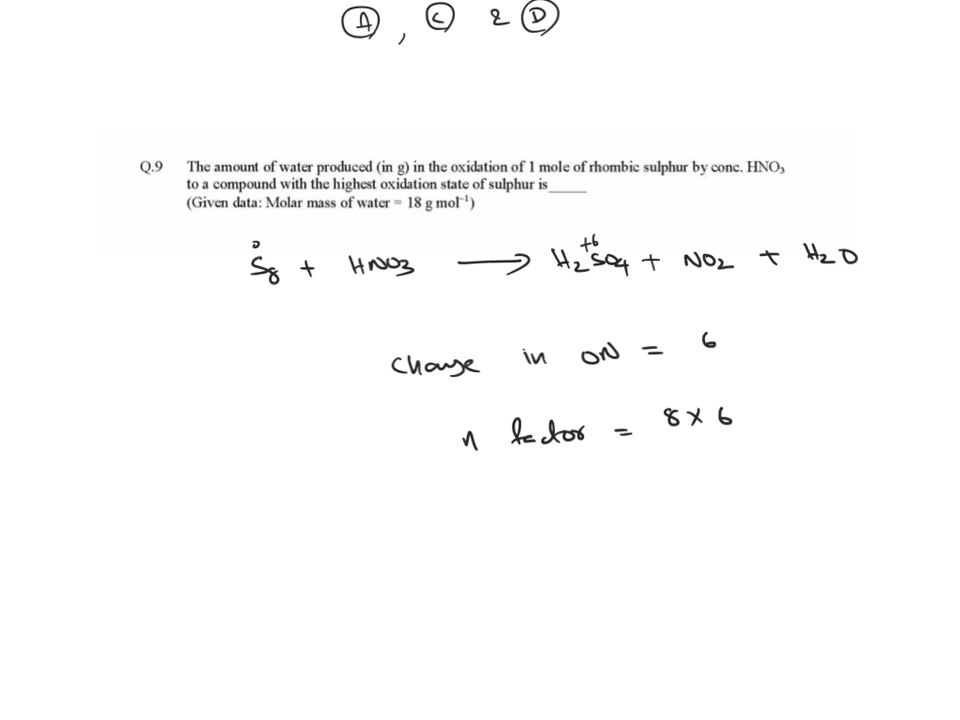 A, C & D
Q.9 The amount of water produced (in g) in the oxidation of 1 mole of rhombic sulphur by conc. HNO₃
to a compound with the highest oxidation state of sulphur is_____
(Given data: Molar mass of water = 18 g mol⁻¹)
0 +6
S₈ + HNO₃ ⟶ H₂SO₄ + NO₂ + H₂O
Change in ON = 6
n factor = 8 × 6